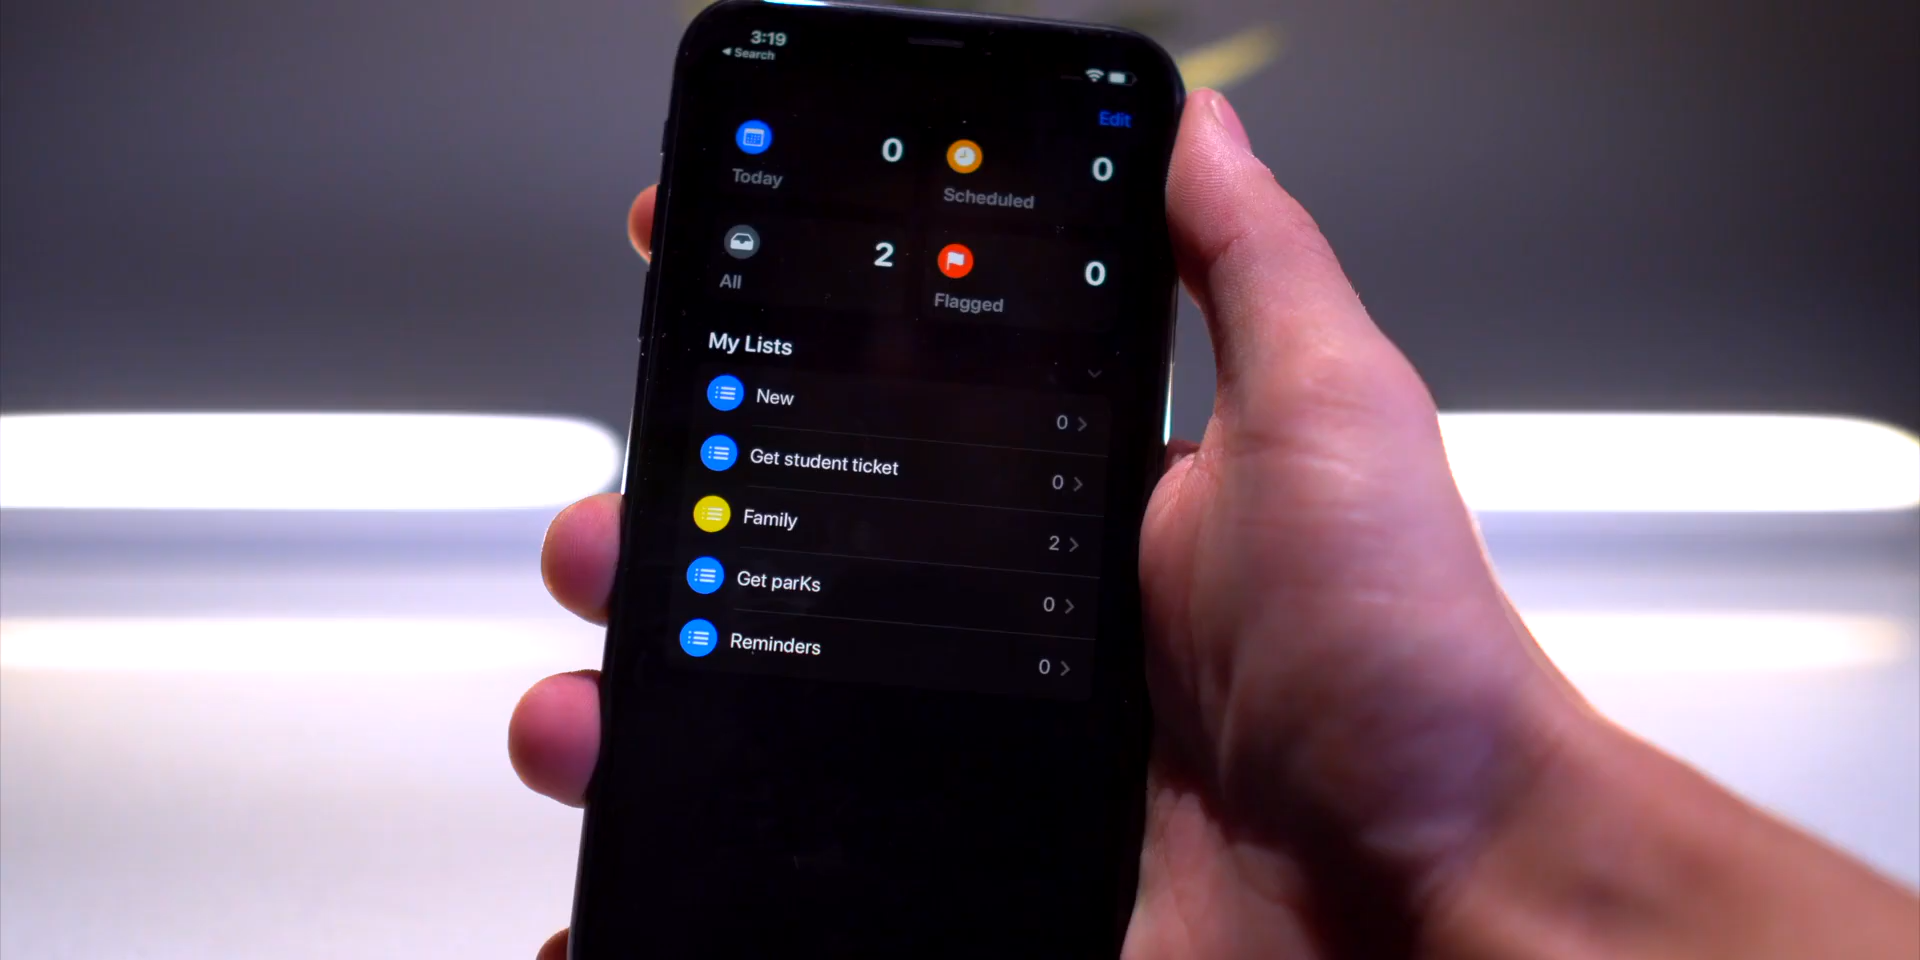 3:19
◀ Search
Edit
0
Today
0
Scheduled
2
All
0
Flagged
My Lists
New
0
Get student ticket
0
Family
2
Get parKs
0
Reminders
0